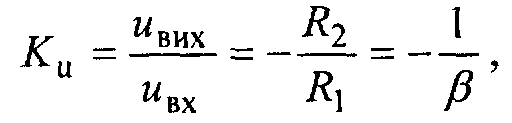 K_u = u_вих / u_вх = − R_2 / R_1 = − 1 / β ,